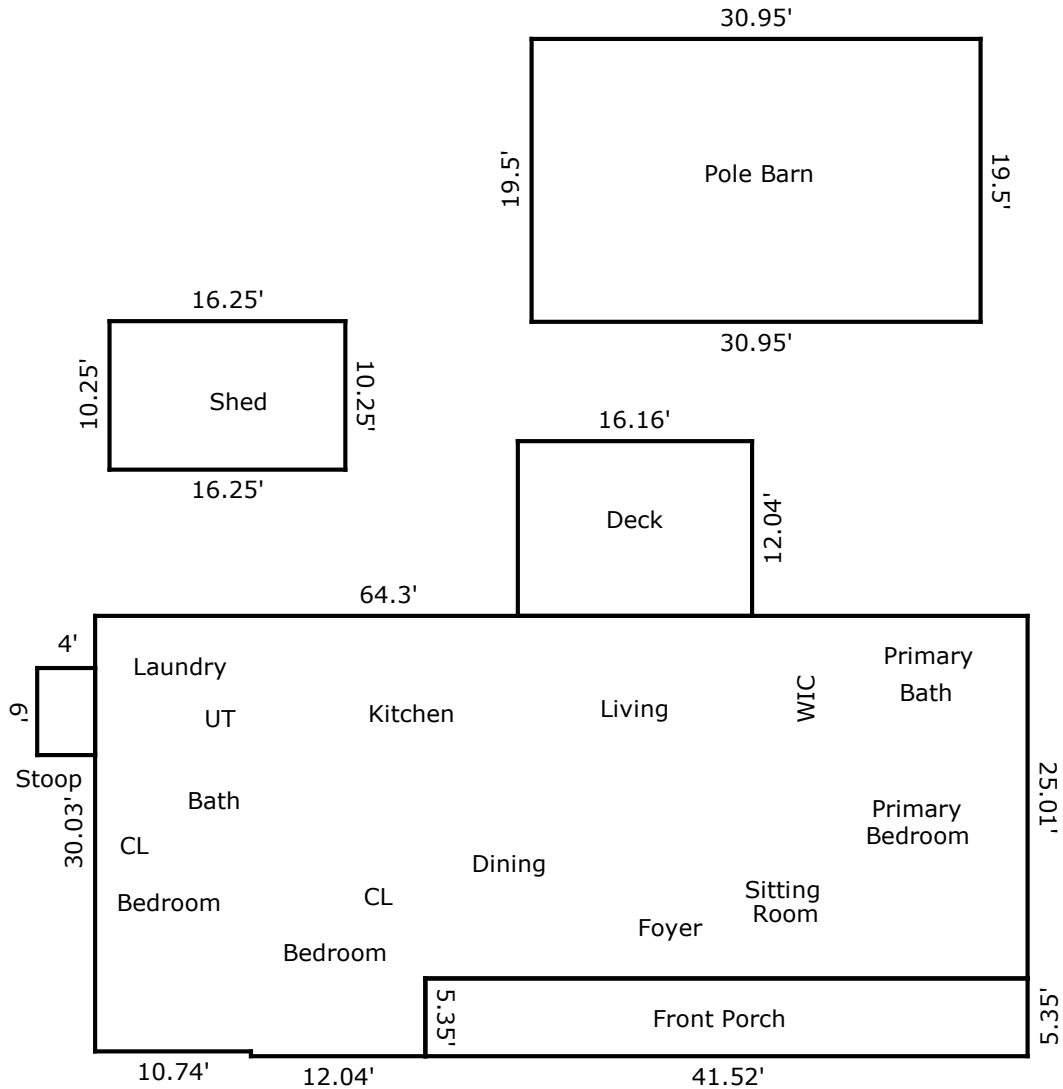 30.95'
19.5'
Pole Barn
19.5'
30.95'
16.25'
10.25'
Shed
10.25'
16.25'
16.16'
Deck
12.04'
64.3'
4'
6'
Stoop
30.03'
Laundry
UT
Kitchen
Living
WIC
Primary
Bath
25.01'
Bath
CL
Bedroom
Primary
Bedroom
Dining
CL
Bedroom
Sitting
Room
Foyer
5.35'
Front Porch
5.35'
10.74'
12.04'
41.52'